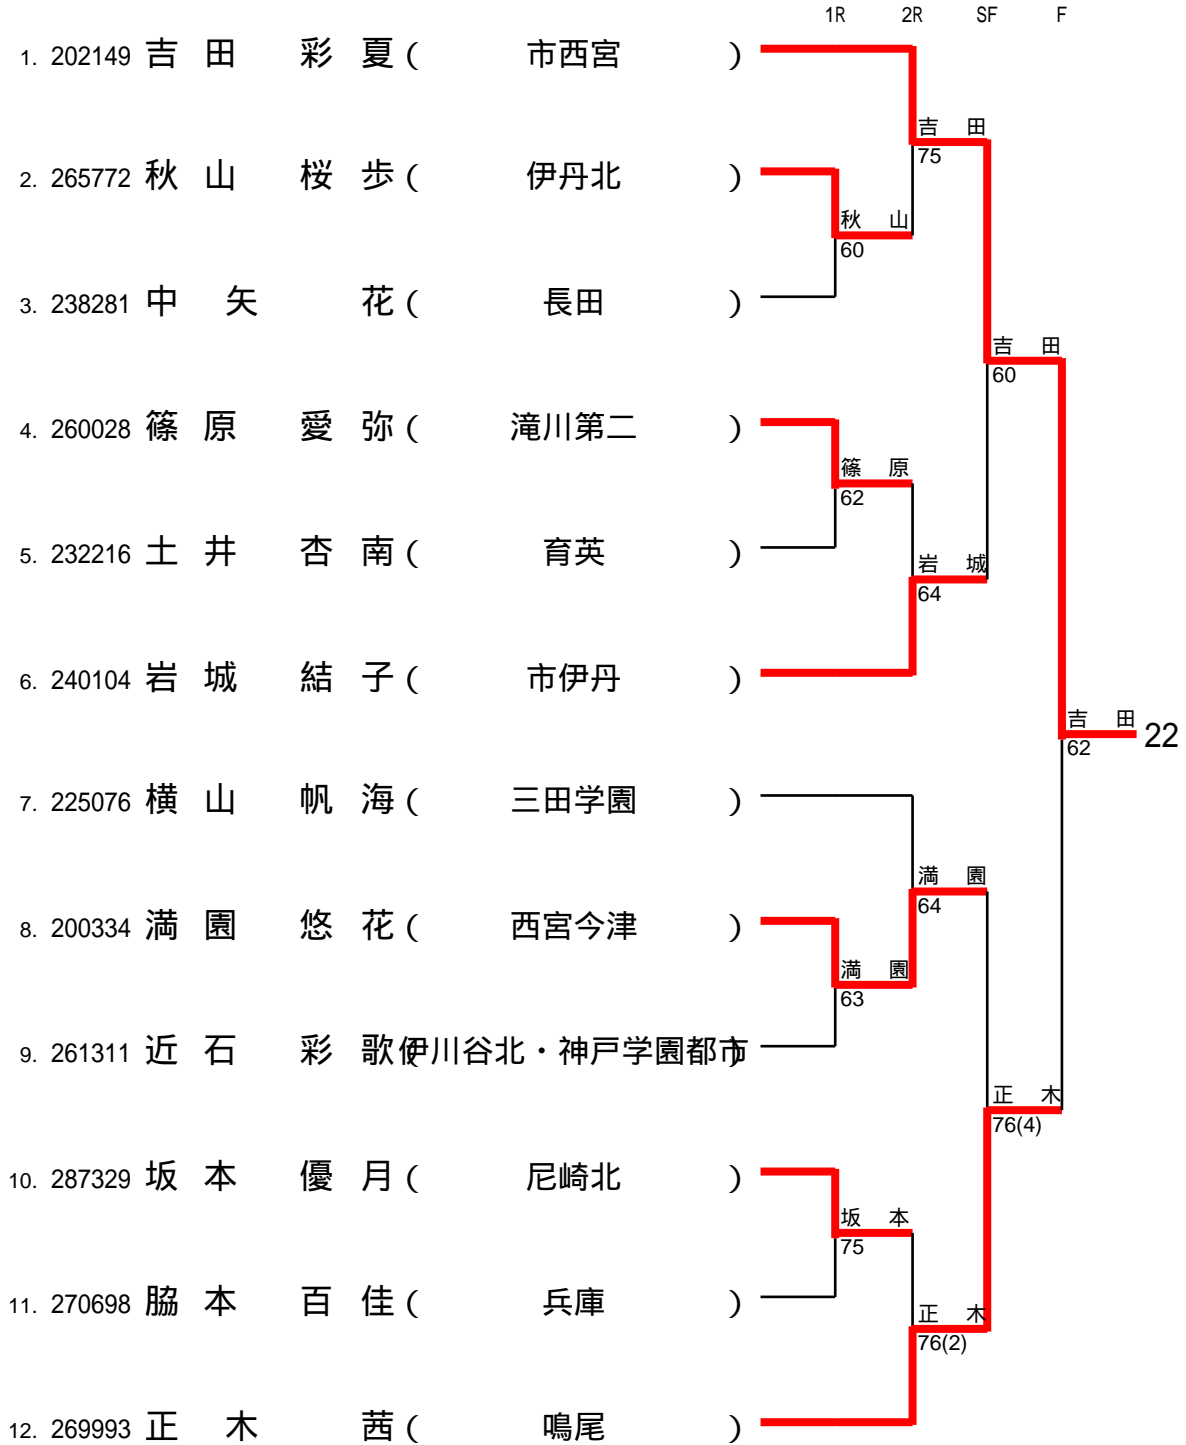 1R 2R SF F
1. 202149 吉田 彩夏 ( 市西宮 )
吉田
75
2. 265772 秋山 桜歩 ( 伊丹北 )
秋山
60
3. 238281 中矢 花 ( 長田 )
吉田
60
4. 260028 篠原 愛弥 ( 滝川第二 )
篠原
62
5. 232216 土井 杏南 ( 育英 )
岩城
64
6. 240104 岩城 結子 ( 市伊丹 )
吉田
62
22
7. 225076 横山 帆海 ( 三田学園 )
満園
64
8. 200334 満園 悠花 ( 西宮今津 )
満園
63
9. 261311 近石 彩歌 ( 伊川谷北・神戸学園都市 )
正木
76(4)
10. 287329 坂本 優月 ( 尼崎北 )
坂本
75
11. 270698 脇本 百佳 ( 兵庫 )
正木
76(2)
12. 269993 正木 茜 ( 鳴尾 )